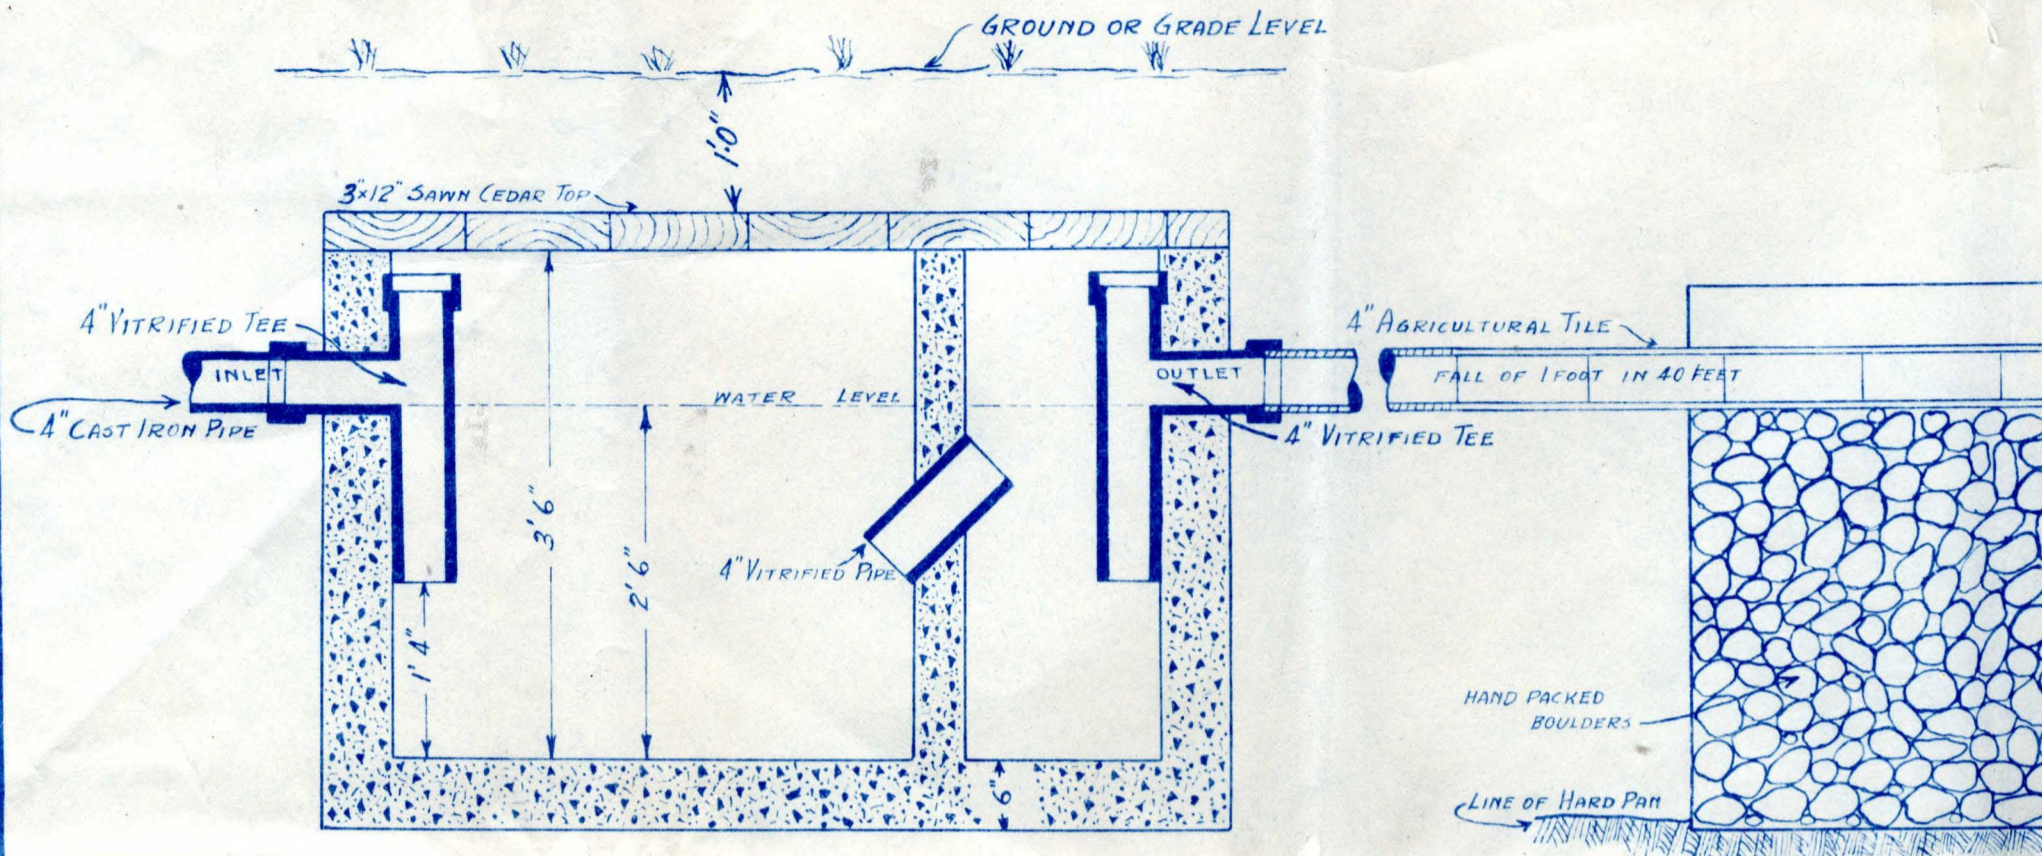 GROUND OR GRADE LEVEL
1'.0"
3"x12" SAWN CEDAR TOP
4" VITRIFIED TEE
4" AGRICULTURAL TILE
INLET
OUTLET
FALL OF 1 FOOT IN 40 FEET
WATER LEVEL
4" CAST IRON PIPE
4" VITRIFIED TEE
3' 6"
2' 6"
4" VITRIFIED PIPE
1' 4"
HAND PACKED
BOULDERS
6"
LINE OF HARD PAN